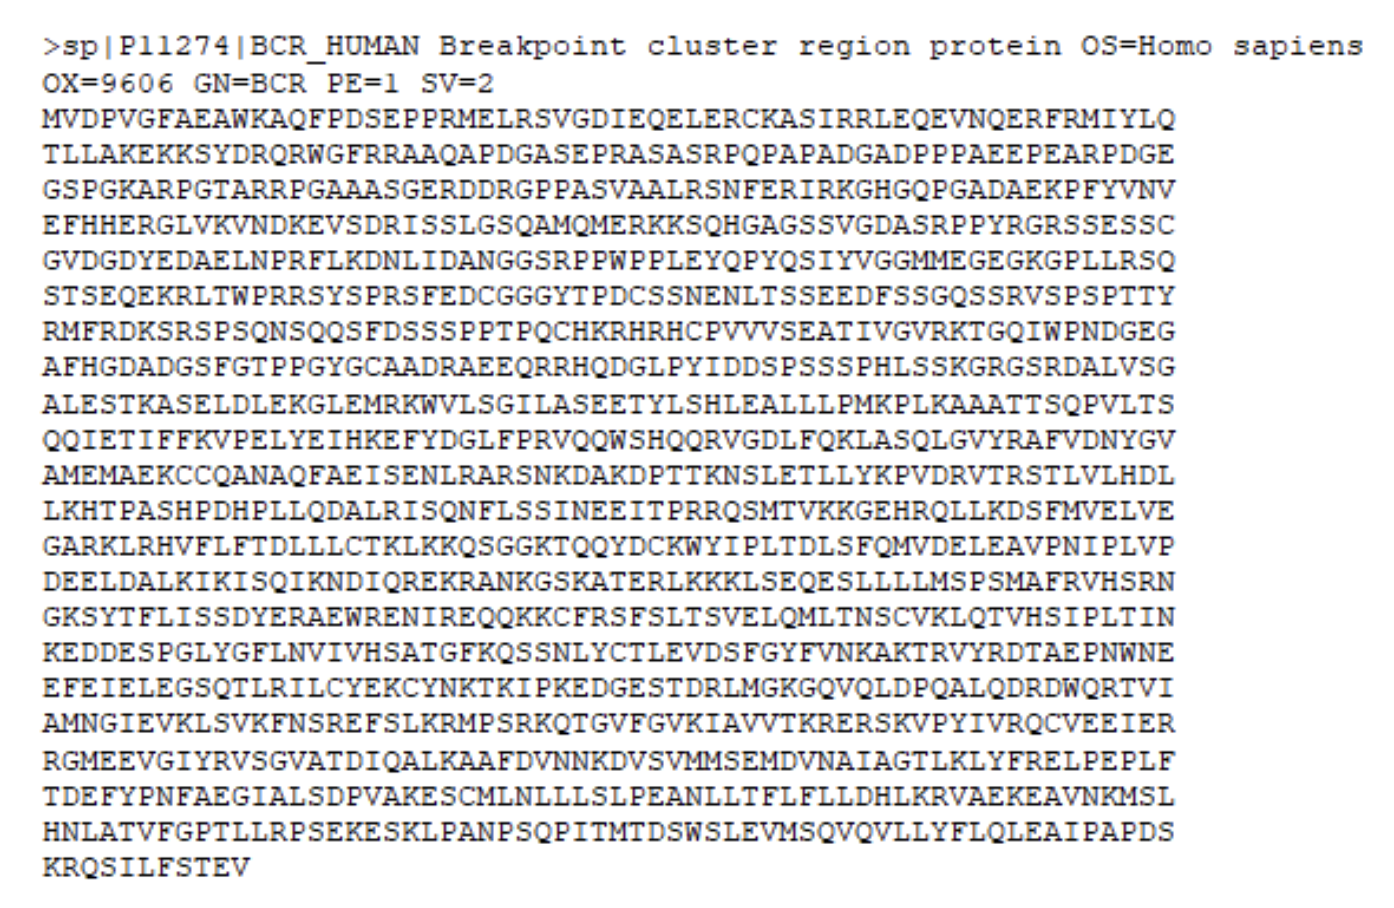 >sp|P11274|BCR_HUMAN Breakpoint cluster region protein OS=Homo sapiens
OX=9606 GN=BCR PE=1 SV=2
MVDPVGFAEAWKAQFPDSEPPRMELRSVGDIEQELERCKASIRRLEQEVNQERFRMIYLQ
TLLAKEKKSYDRQRWGFRRAAQAPDGASEPRASASRPQPAPADGADPPPAEEPEARPDGE
GSPGKARPGTARRPGAAASGERDDRGPPASVAALRSNFERIRKGHGQPGADAEKPFYVNV
EFHHERGLVKVNDKEVSDRISSLGSQAMQMERKKSQHGAGSSVGDASRPPYRGRSSESSC
GVDGDYEDAELNPRFLKDNLIDANGGSRPPWPPLEYQPYQSIYVGGMMEGEGKGPLLRSQ
STSEQEKRLTWPRRSYSPRSFEDCGGGYTPDCSSNENLTSSEEDFSSGQSSRVSPSPTTY
RMFRDKSRSPSQNSQQSFDSSSPPTPQCHKRHRHCPVVVSEATIVGVRKTGQIWPNDGEG
AFHGDADGSFGTPPGYGCAADRAEEQRRHQDGLPYIDDSPSSSPHLSSKGRGSRDALVSG
ALESTKASELDLEKGLEMRKWVLSGILASEETYLSHLEALLLPMKPLKAAATTSQPVLTS
QQIETIFFKVPELYEIHKEFYDGLFPRVQQWSHQQRVGDLFQKLASQLGVYRAFVDNYGV
AMEMAEKCCQANAQFAEISENLRARSNKDAKDPTTKNSLETLLYKPVDRVTRSTLVLHDL
LKHTPASHPDHPLLQDALRISQNFLSSINEEITPRRQSMTVKKGEHRQLLKDSFMVELVE
GARKLRHVFLFTDLLLCTKLKKQSGGKTQQYDCKWYIPLTDLSFQMVDELEAVPNIPLVP
DEELDALKIKISQIKNDIQREKRANKGSKATERLKKKLSEQESLLLLMSPSMAFRVHSRN
GKSYTFLISSDYERAEWRENIREQQKKCFRSFSLTSVELQMLTNSCVKLQTVHSIPLTIN
KEDDESPGLYGFLNVIVHSATGFKQSSNLYCTLEVDSFGYFVNKAKTRVYRDTAEPNWNE
EFEIELEGSQTLRILCYEKCYNKTKIPKEDGESTDRLMGKGQVQLDPQALQDRDWQRTVI
AMNGIEVKLSVKFNSREFSLKRMPSRKQTGVFGVKIAVVTKRERSKVPYIVRQCVEEIER
RGMEEVGIYRVSGVATDIQALKAAFDVNNKDVSVMMSEMDVNAIAGTLKLYFRELPEPLF
TDEFYPNFAEGIALSDPVAKESCMLNLLLSLPEANLLTFLFLLDHLKRVAEKEAVNKMSL
HNLATVFGPTLLRPSEKESKLPANPSQPITMTDSWSLEVMSQVQVLLYFLQLEAIPAPDS
KRQSILFSTEV